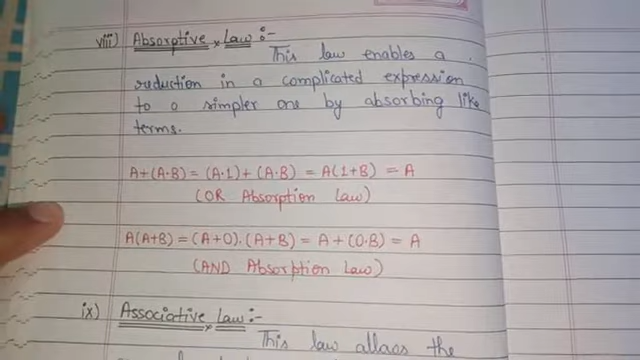 viii) Absorptive Law :-
This law enables a
reduction in a complicated expression
to a simpler one by absorbing like
terms.
A+(A·B) = (A·1)+(A·B) = A(1+B) = A
(OR Absorption Law)
A(A+B) = (A+0).(A+B) = A+(0.B) = A
(AND Absorption Law)
ix) Associative Law :-
This law allows the